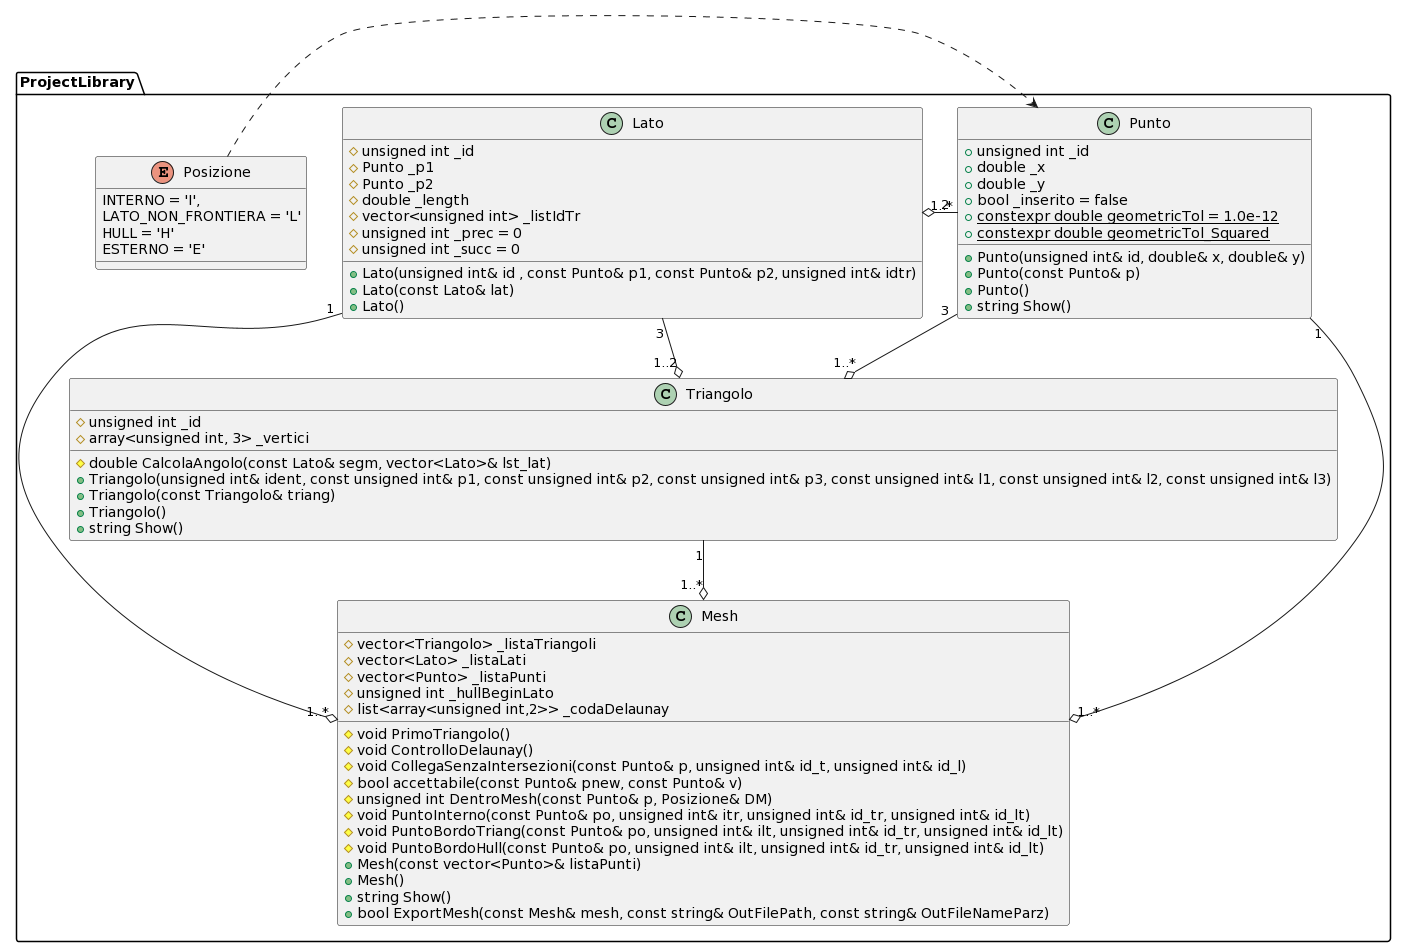 ProjectLibrary
E Posizione
INTERNO = 'I',
LATO_NON_FRONTIERA = 'L'
HULL = 'H'
ESTERNO = 'E'
C Lato
unsigned int _id
Punto _p1
Punto _p2
double _length
vector<unsigned int> _listIdTr
unsigned int _prec = 0
unsigned int _succ = 0
Lato(unsigned int& id , const Punto& p1, const Punto& p2, unsigned int& idtr)
Lato(const Lato& lat)
Lato()
1..*
2
C Punto
unsigned int _id
double _x
double _y
bool _inserito = false
constexpr double geometricTol = 1.0e-12
constexpr double geometricTol_Squared
Punto(unsigned int& id, double& x, double& y)
Punto(const Punto& p)
Punto()
string Show()
1
3
3
1
1..2
1..*
C Triangolo
unsigned int _id
array<unsigned int, 3> _vertici
double CalcolaAngolo(const Lato& segm, vector<Lato>& lst_lat)
Triangolo(unsigned int& ident, const unsigned int& p1, const unsigned int& p2, const unsigned int& p3, const unsigned int& l1, const unsigned int& l2, const unsigned int& l3)
Triangolo(const Triangolo& triang)
Triangolo()
string Show()
1
1..*
C Mesh
vector<Triangolo> _listaTriangoli
vector<Lato> _listaLati
vector<Punto> _listaPunti
unsigned int _hullBeginLato
list<array<unsigned int,2>> _codaDelaunay
1..*
1..*
void PrimoTriangolo()
void ControlloDelaunay()
void CollegaSenzaIntersezioni(const Punto& p, unsigned int& id_t, unsigned int& id_l)
bool accettabile(const Punto& pnew, const Punto& v)
unsigned int DentroMesh(const Punto& p, Posizione& DM)
void PuntoInterno(const Punto& po, unsigned int& itr, unsigned int& id_tr, unsigned int& id_lt)
void PuntoBordoTriang(const Punto& po, unsigned int& ilt, unsigned int& id_tr, unsigned int& id_lt)
void PuntoBordoHull(const Punto& po, unsigned int& ilt, unsigned int& id_tr, unsigned int& id_lt)
Mesh(const vector<Punto>& listaPunti)
Mesh()
string Show()
bool ExportMesh(const Mesh& mesh, const string& OutFilePath, const string& OutFileNameParz)